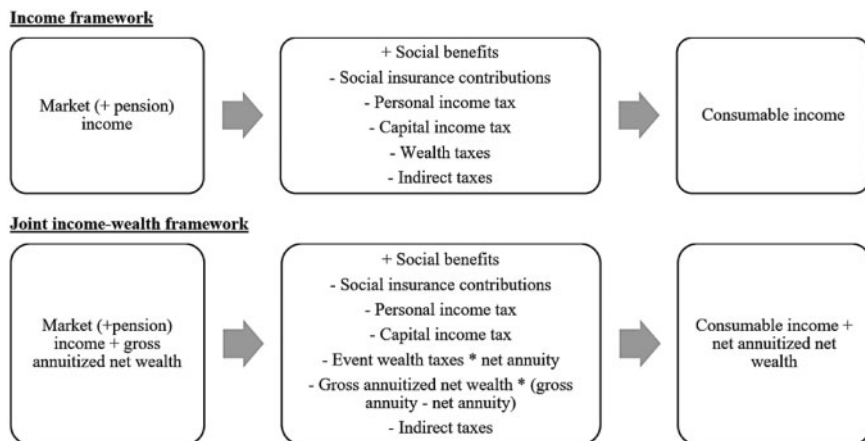 Income framework
Market (+ pension)
income
+ Social benefits
- Social insurance contributions
- Personal income tax
- Capital income tax
- Wealth taxes
- Indirect taxes
Consumable income
Joint income-wealth framework
Market (+pension)
income + gross
annuitized net wealth
+ Social benefits
- Social insurance contributions
- Personal income tax
- Capital income tax
- Event wealth taxes * net annuity
- Gross annuitized net wealth * (gross
annuity - net annuity)
- Indirect taxes
Consumable income +
net annuitized net
wealth